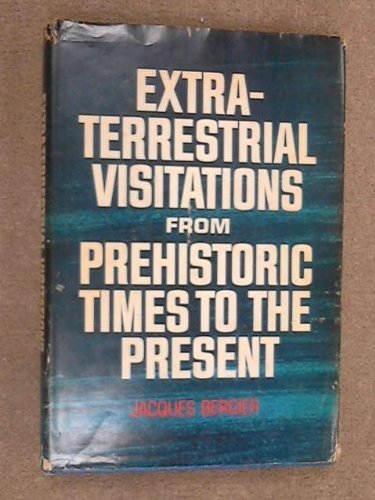 EXTRA-
TERRESTRIAL
VISITATIONS
FROM
PREHISTORIC
TIMES TO THE
PRESENT
JACQUES BERGIER